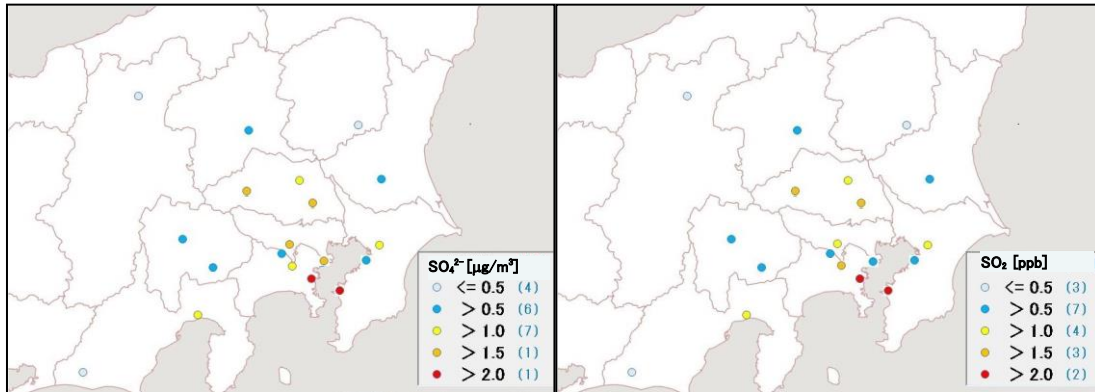 SO₄²⁻ [μg/m³]
<= 0.5 (4)
> 0.5 (6)
> 1.0 (7)
> 1.5 (1)
> 2.0 (1)
SO₂ [ppb]
<= 0.5 (3)
> 0.5 (7)
> 1.0 (4)
> 1.5 (3)
> 2.0 (2)